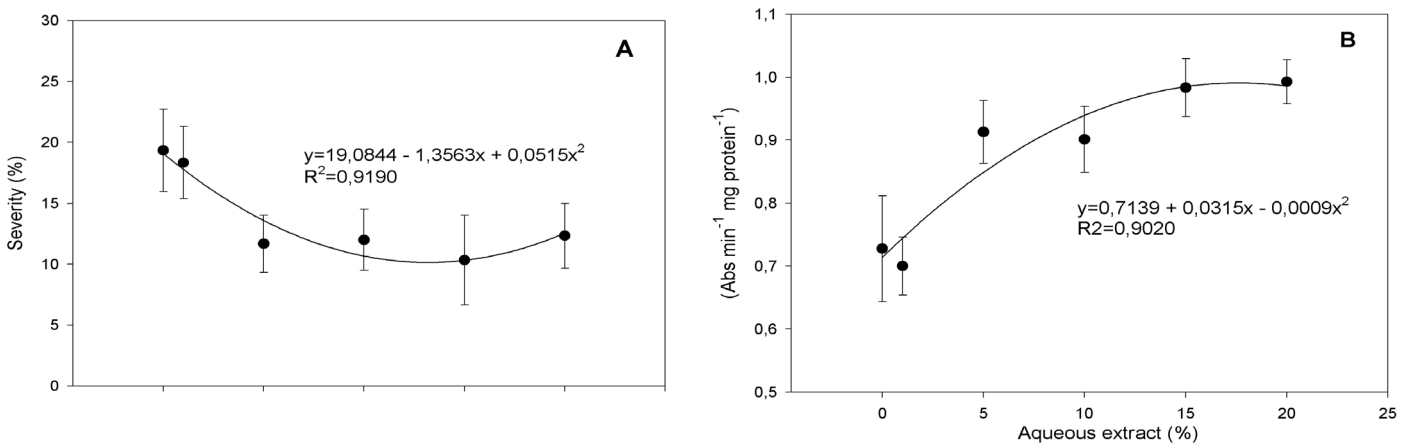 A
Severity (%)
30
25
20
15
10
5
0
y=19,0844 - 1,3563x + 0,0515x²
R²=0,9190
B
(Abs min⁻¹ mg protein⁻¹)
1,1
1,0
0,9
0,8
0,7
0,6
0,5
y=0,7139 + 0,0315x - 0,0009x²
R2=0,9020
0 5 10 15 20 25
Aqueous extract (%)